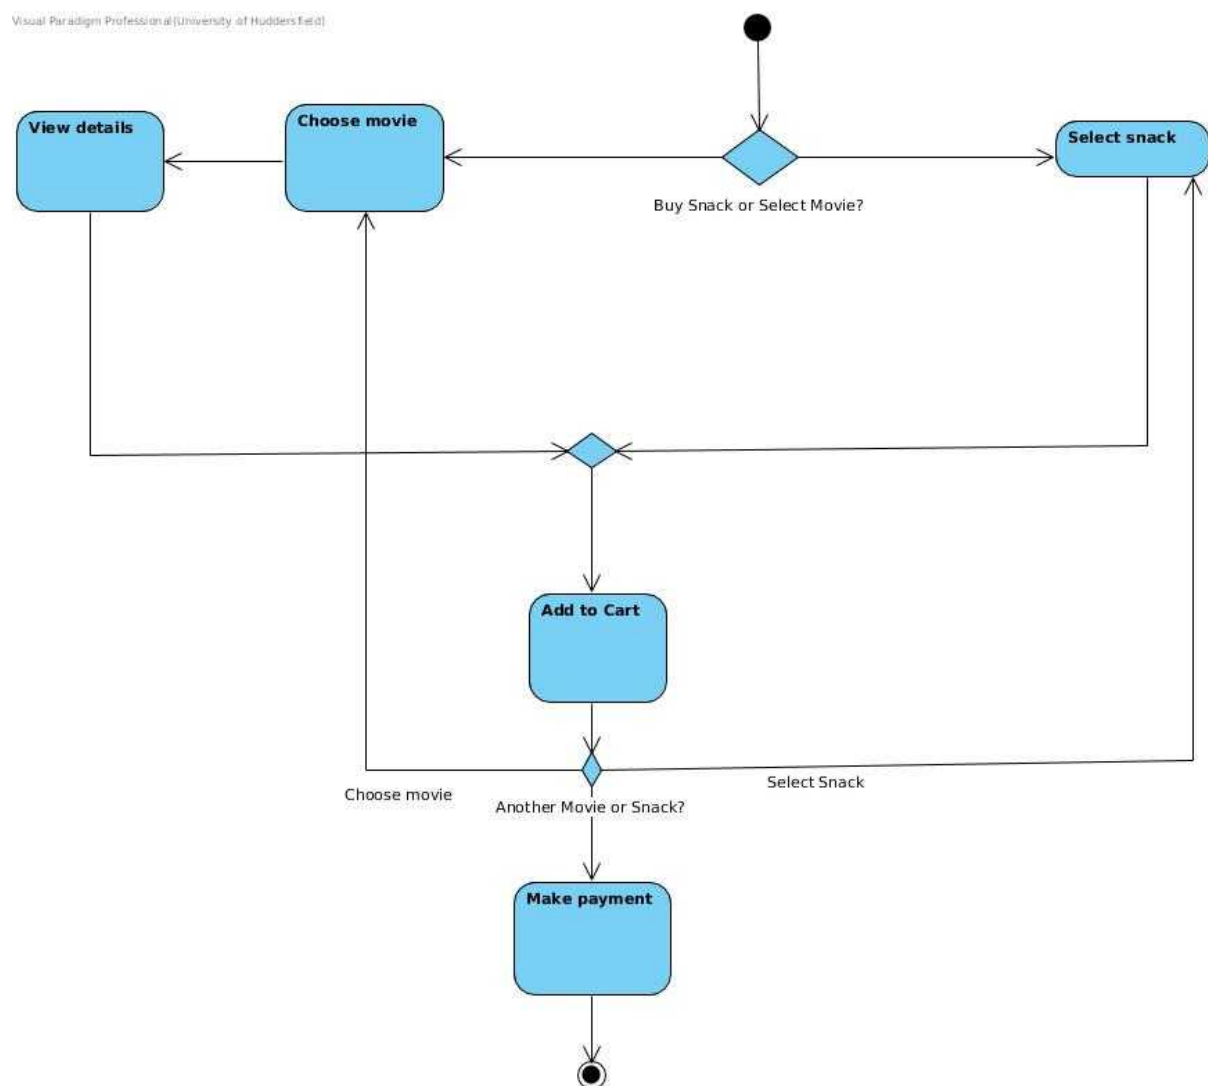 Visual Paradigm Professional(University of Huddersfield)
View details
Choose movie
Select snack
Buy Snack or Select Movie?
Add to Cart
Choose movie
Another Movie or Snack?
Select Snack
Make payment